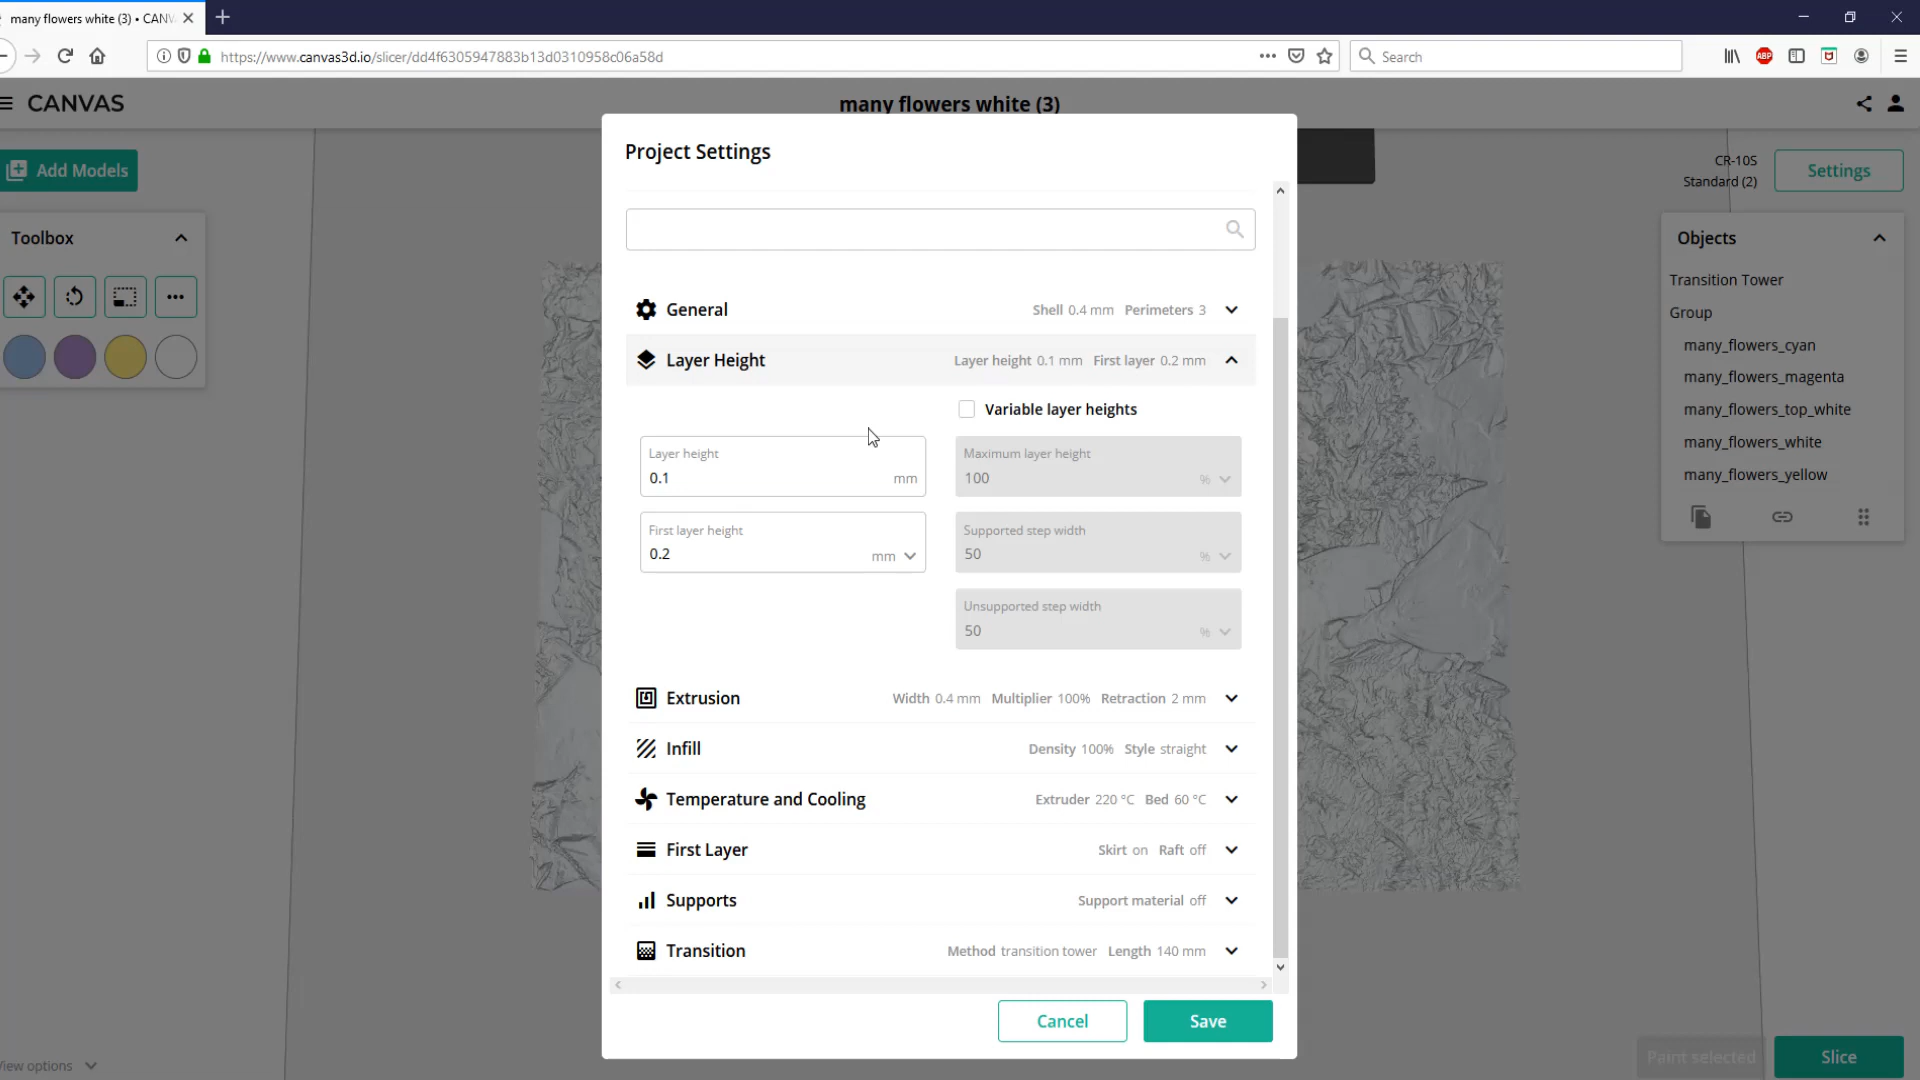 many flowers white (3) • CANV
https://www.canvas3d.io/slicer/dd4f6305947883b13d0310958c06a58d
Search
ABP
CANVAS
many flowers white (3)
Add Models
CR-10S
Standard (2)
Settings
Toolbox
Objects
Transition Tower
Group
many_flowers_cyan
many_flowers_magenta
many_flowers_top_white
many_flowers_white
many_flowers_yellow
Project Settings
General
Shell 0.4 mm Perimeters 3
Layer Height
Layer height 0.1 mm First layer 0.2 mm
Variable layer heights
Layer height
0.1 mm
Maximum layer height
100 %
First layer height
0.2 mm
Supported step width
50 %
Unsupported step width
50 %
Extrusion
Width 0.4 mm Multiplier 100% Retraction 2 mm
Infill
Density 100% Style straight
Temperature and Cooling
Extruder 220 °C Bed 60 °C
First Layer
Skirt on Raft off
Supports
Support material off
Transition
Method transition tower Length 140 mm
Cancel
Save
View options
Paint selected
Slice